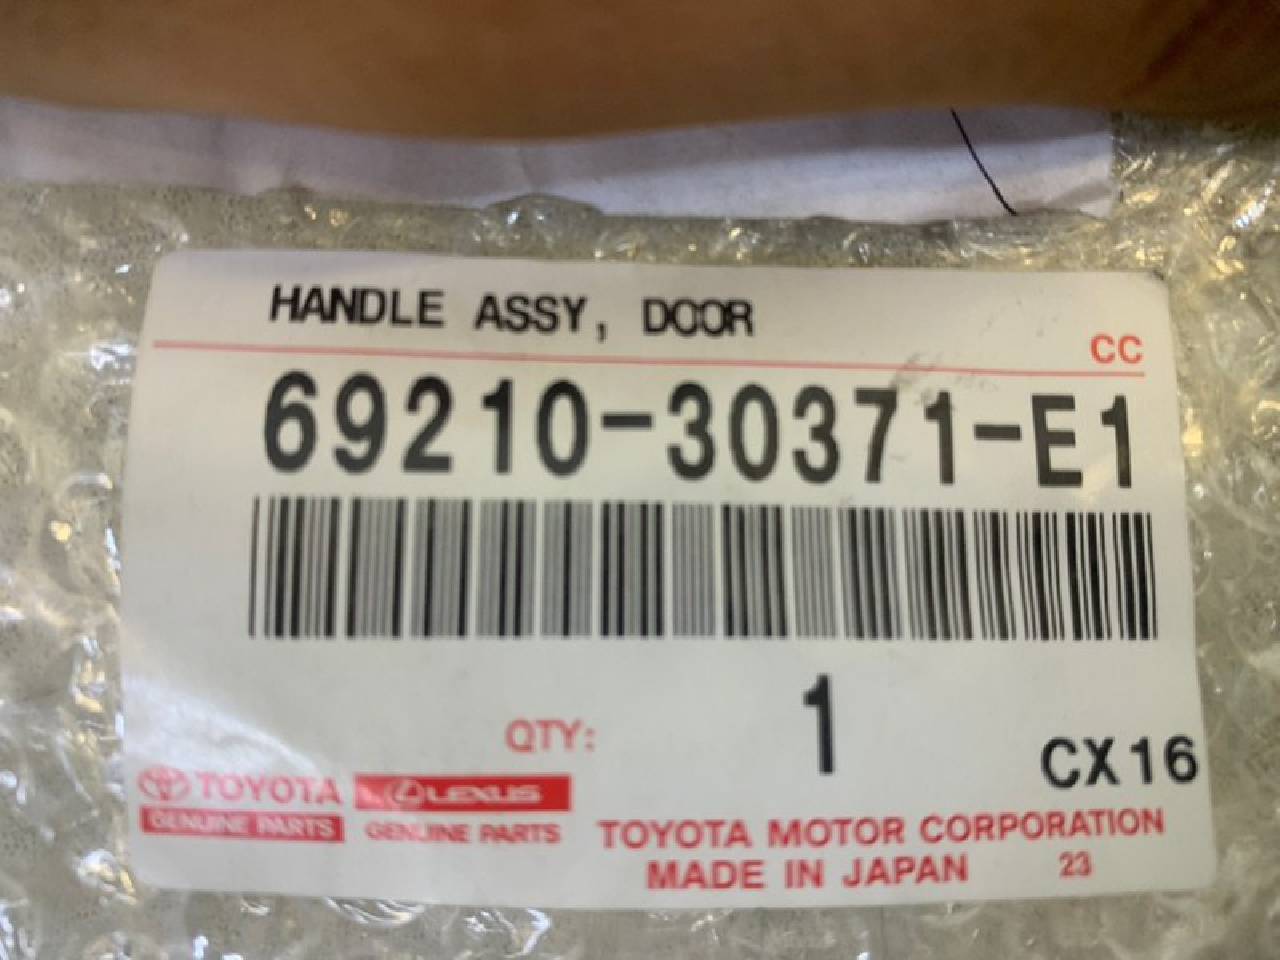 HANDLE ASSY, DOOR
CC
69210-30371-E1
QTY: 1
CX16
TOYOTA LEXUS
GENUINE PARTS GENUINE PARTS
TOYOTA MOTOR CORPORATION
MADE IN JAPAN 23